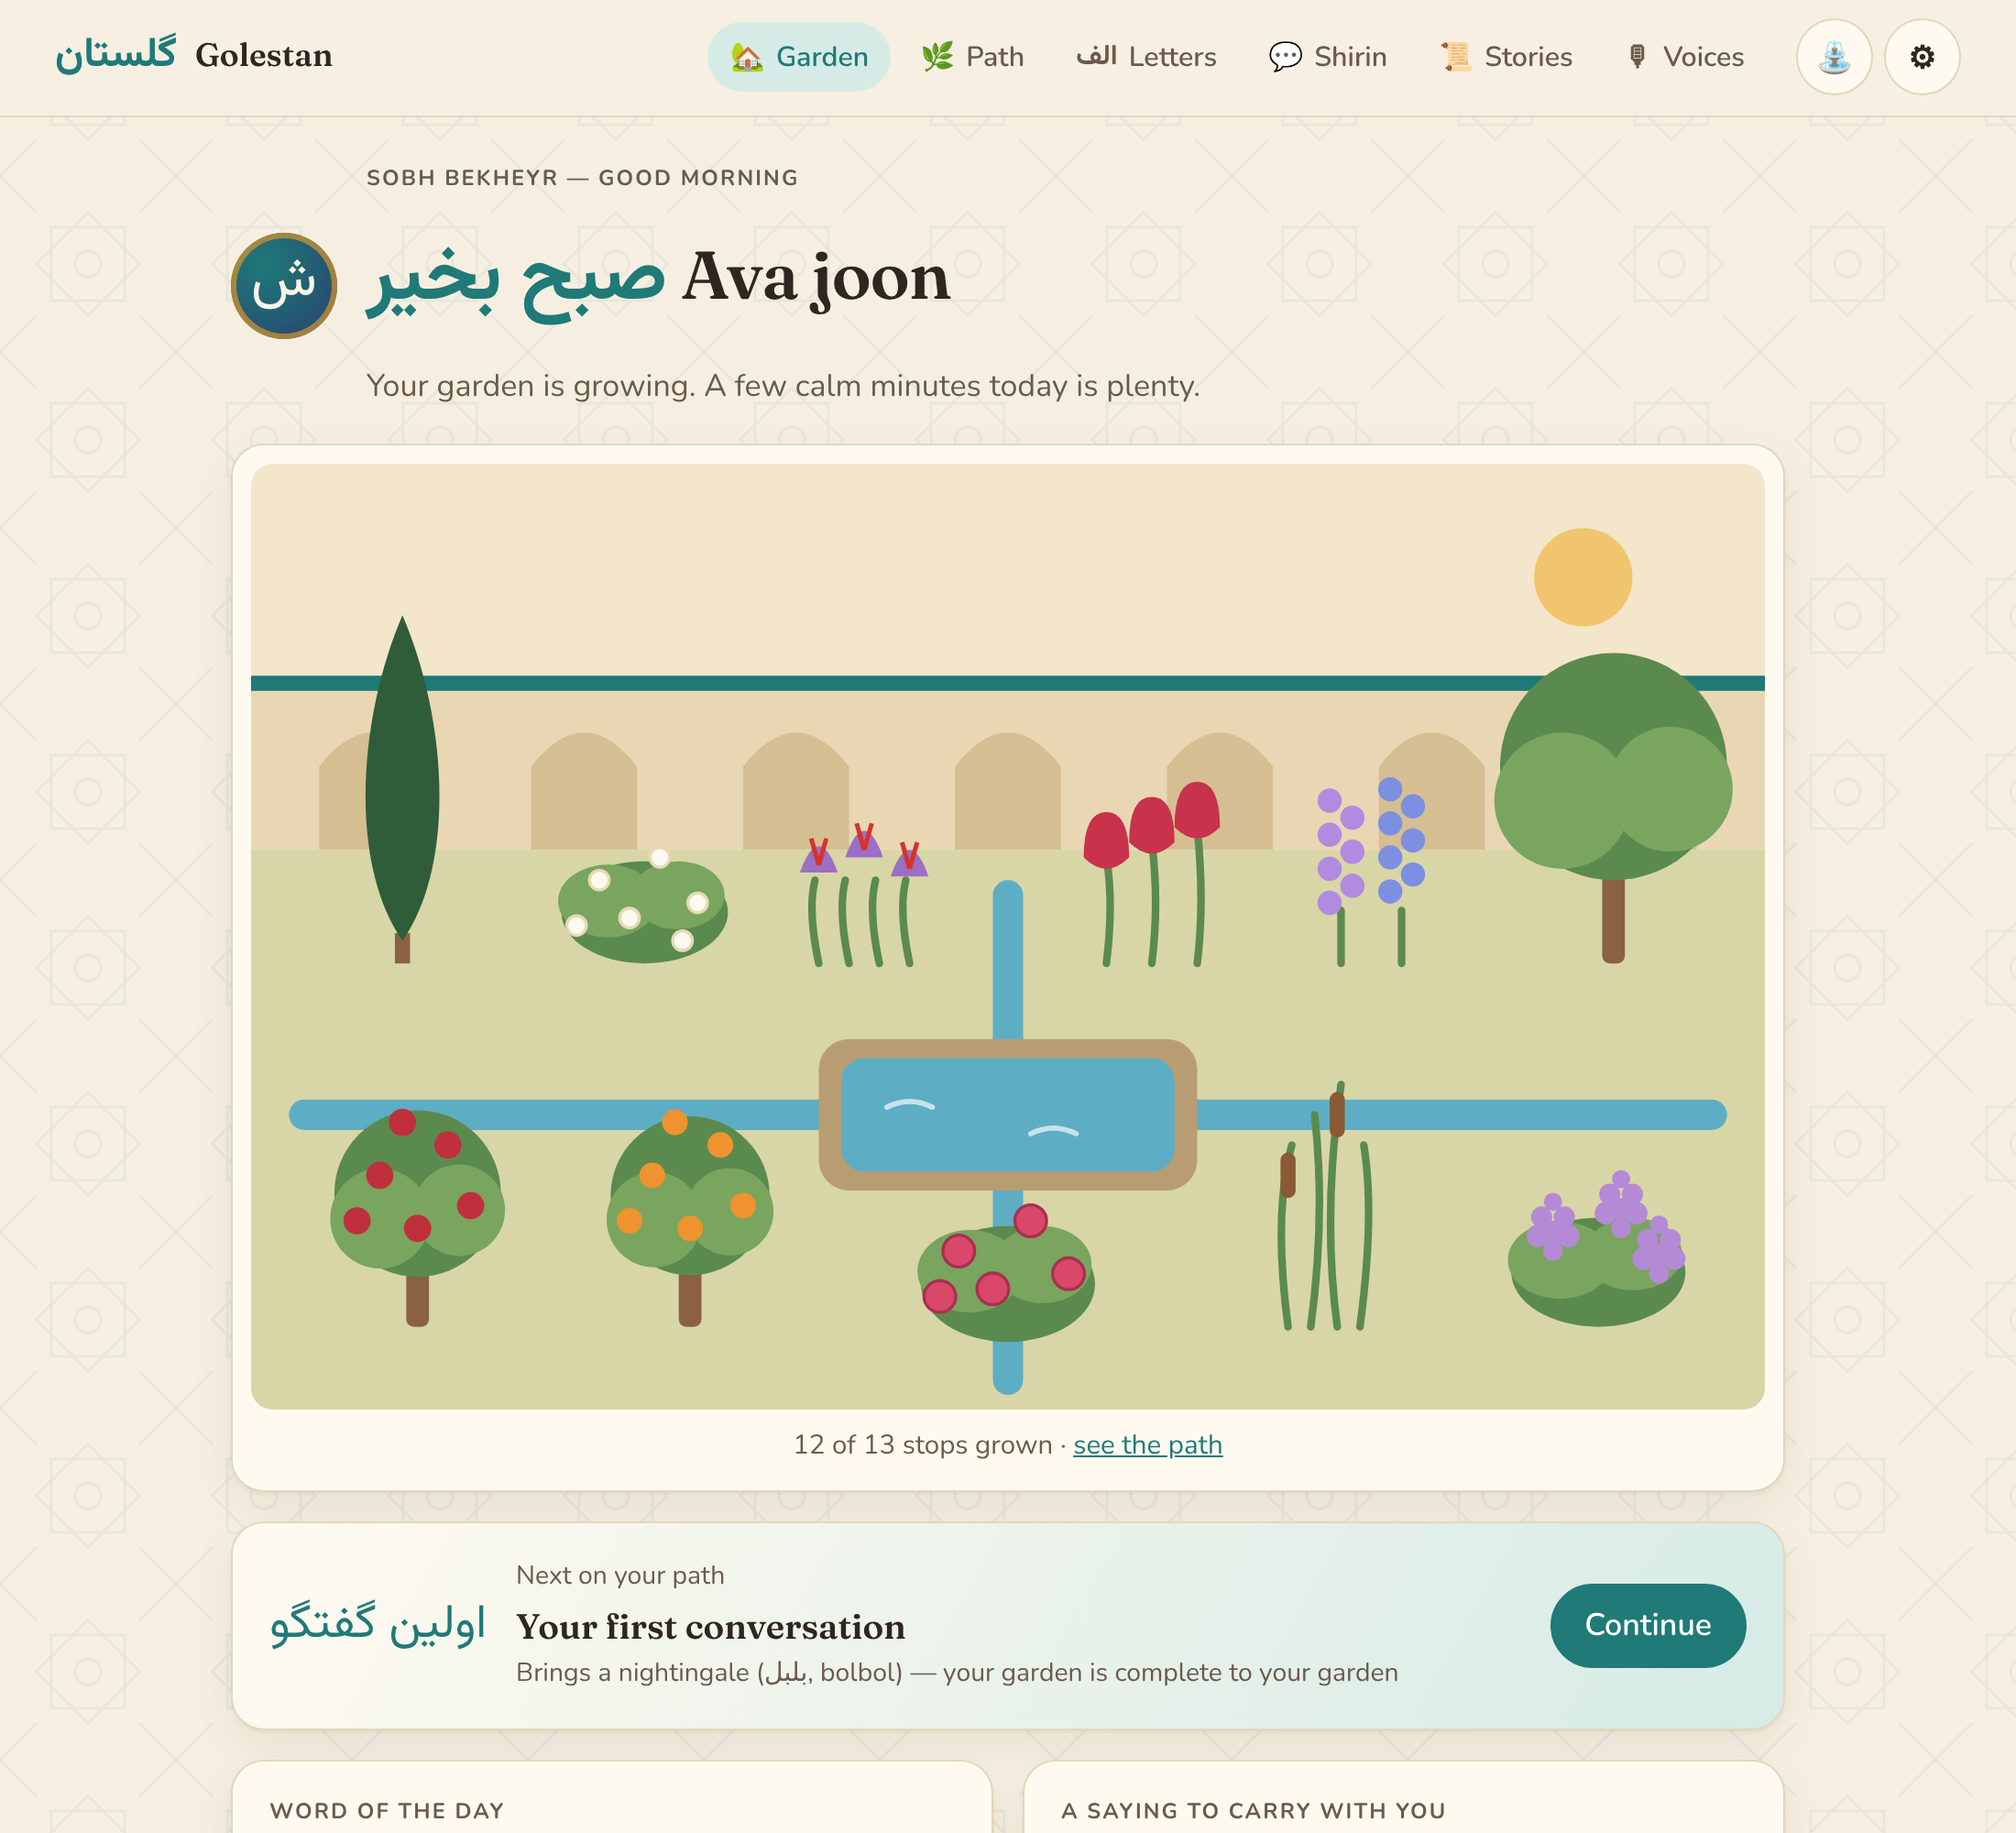 گلستان Golestan
🏡 Garden
🌿 Path
الف Letters
💬 Shirin
📜 Stories
🎙 Voices
SOBH BEKHEYR — GOOD MORNING
ش
صبح بخیر Ava joon
Your garden is growing. A few calm minutes today is plenty.
12 of 13 stops grown · see the path
اولین گفتگو
Next on your path
Your first conversation
Brings a nightingale (بلبل, bolbol) — your garden is complete to your garden
Continue
WORD OF THE DAY
A SAYING TO CARRY WITH YOU